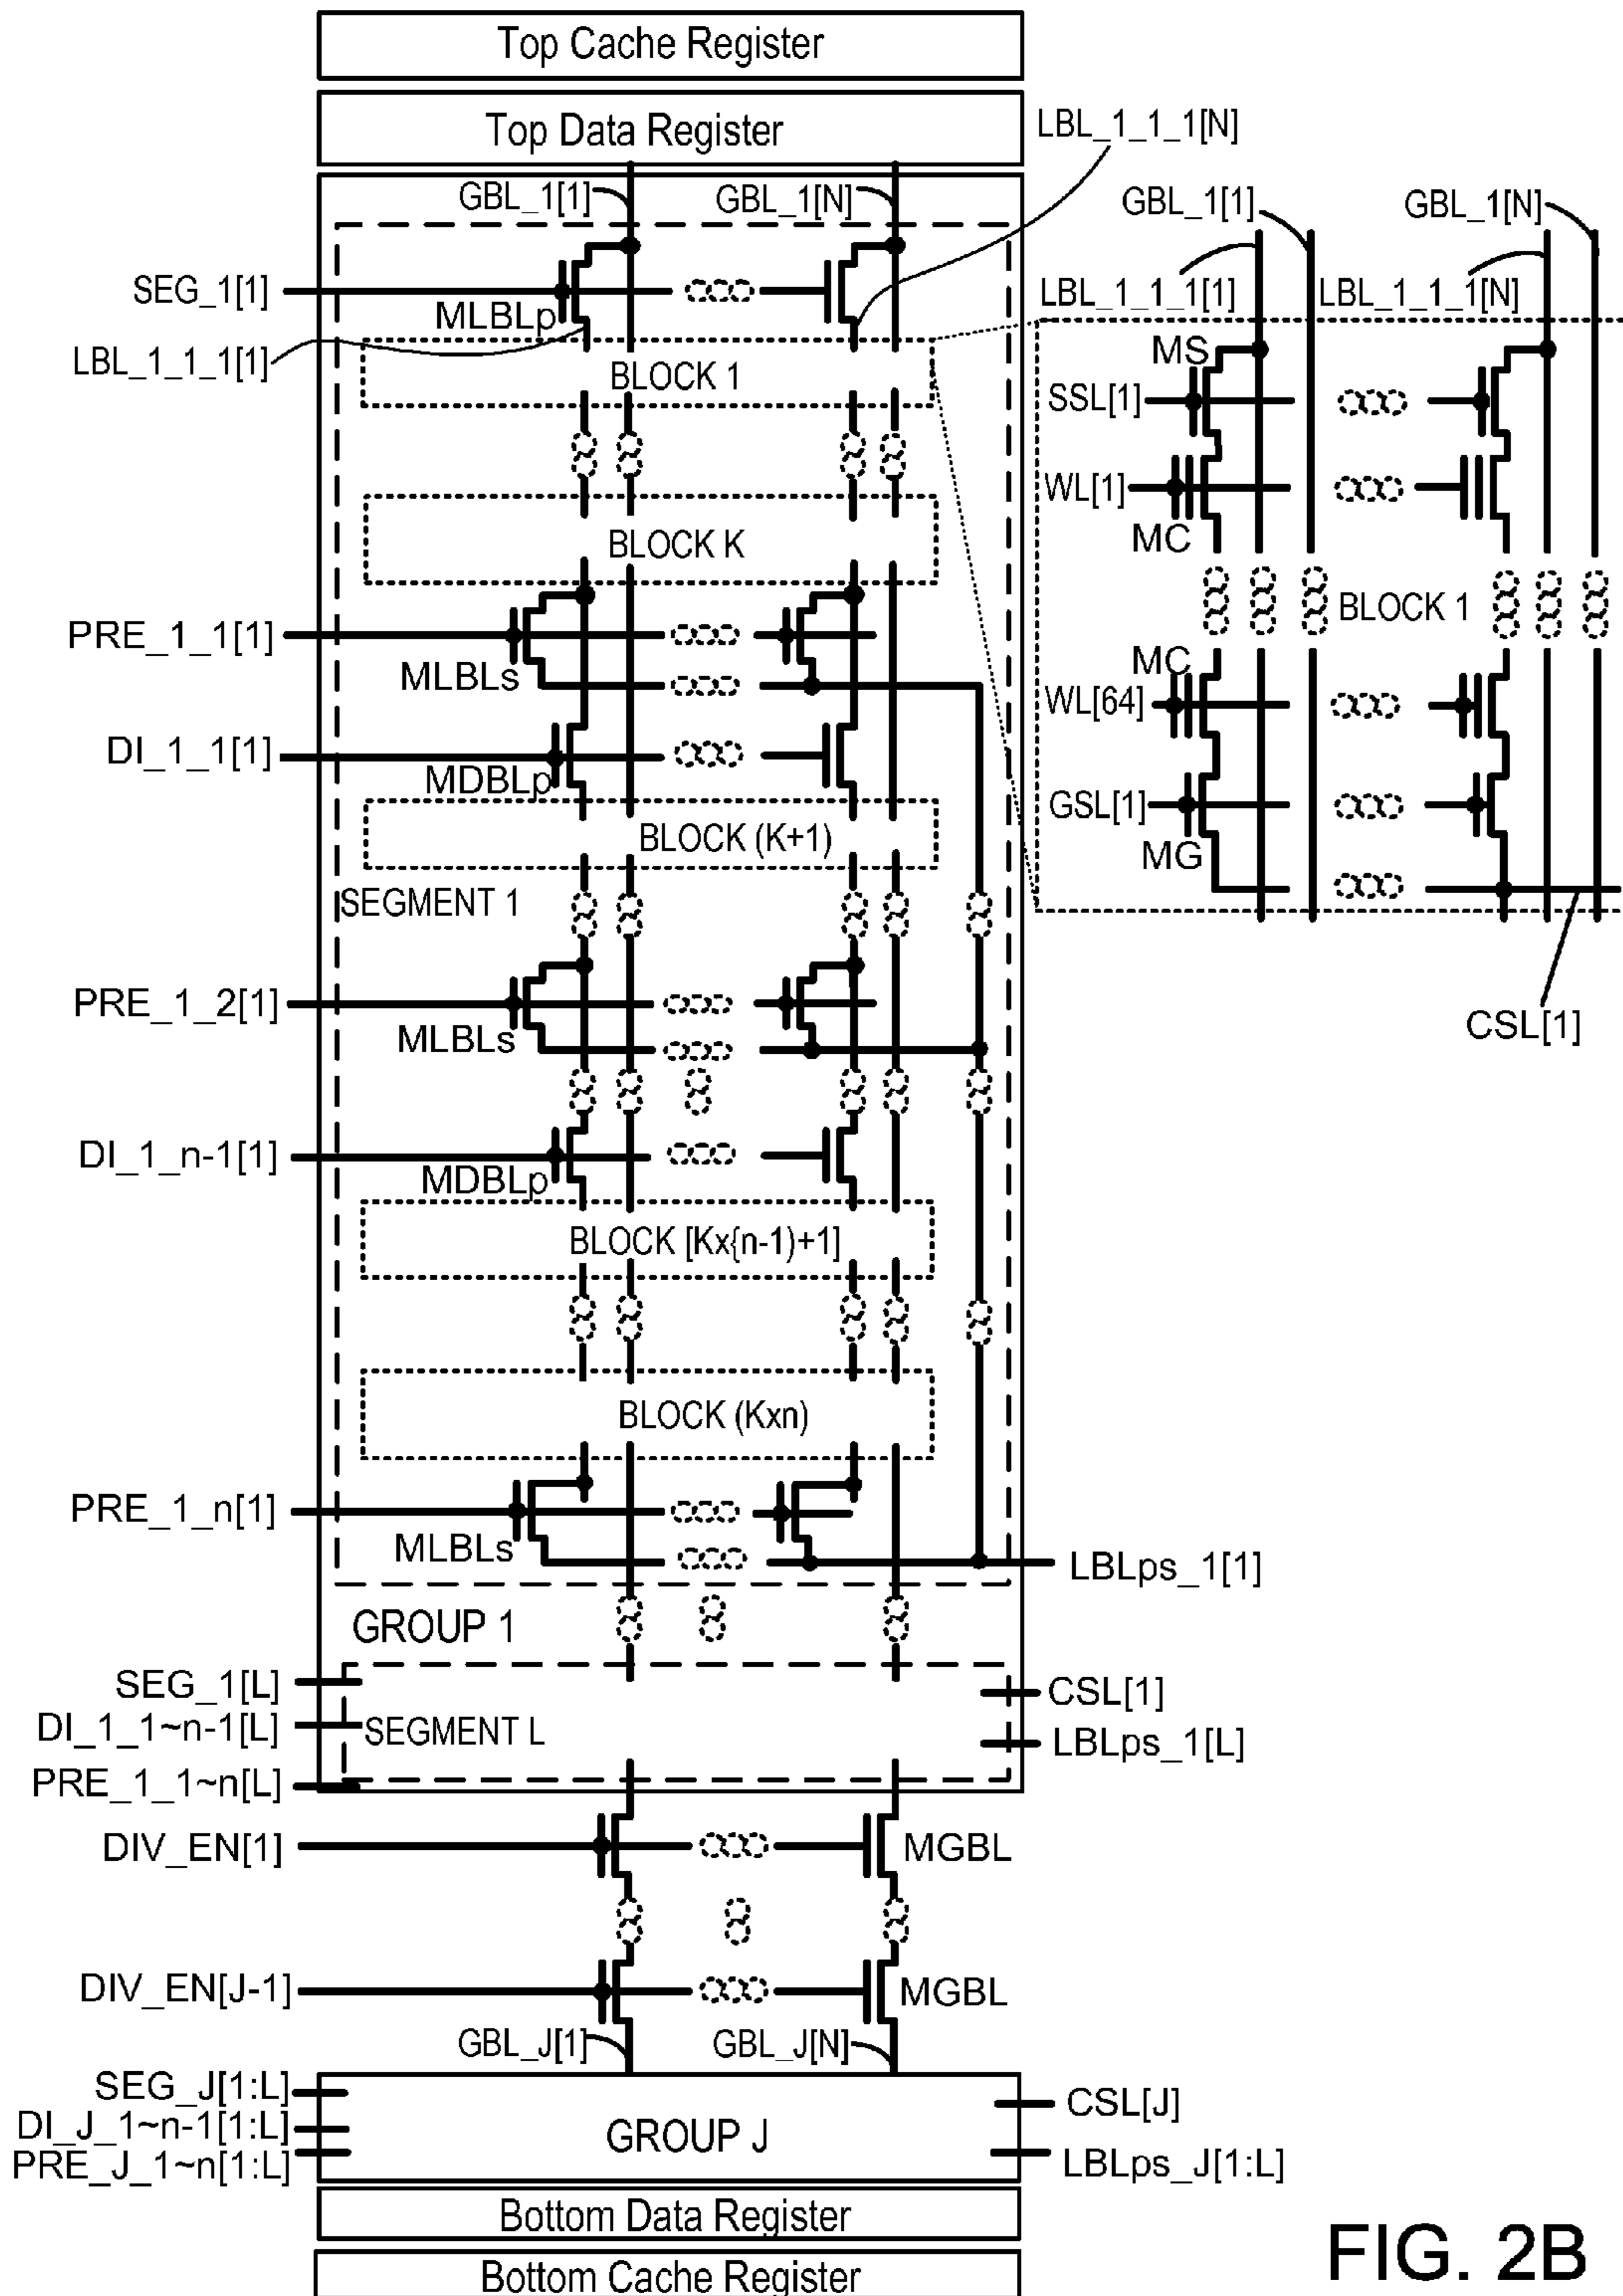 Top Cache Register
Top Data Register
LBL_1_1_1[N]
GBL_1[1]
GBL_1[N]
SEG_1[1]
MLBLp
LBL_1_1_1[1]
BLOCK 1
BLOCK K
PRE_1_1[1]
MLBLs
DI_1_1[1]
MDBLp
BLOCK (K+1)
SEGMENT 1
PRE_1_2[1]
MLBLs
DI_1_n-1[1]
MDBLp
BLOCK [Kx{n-1)+1]
BLOCK (Kxn)
PRE_1_n[1]
MLBLs
LBLps_1[1]
GROUP 1
SEG_1[L]
CSL[1]
DI_1_1~n-1[L]
SEGMENT L
LBLps_1[L]
PRE_1_1~n[L]
DIV_EN[1]
MGBL
DIV_EN[J-1]
MGBL
GBL_J[1]
GBL_J[N]
SEG_J[1:L]
CSL[J]
DI_J_1~n-1[1:L]
GROUP J
PRE_J_1~n[1:L]
LBLps_J[1:L]
Bottom Data Register
Bottom Cache Register
GBL_1[1]
GBL_1[N]
LBL_1_1_1[1]
LBL_1_1_1[N]
MS
SSL[1]
WL[1]
MC
BLOCK 1
MC
WL[64]
GSL[1]
MG
CSL[1]
FIG. 2B